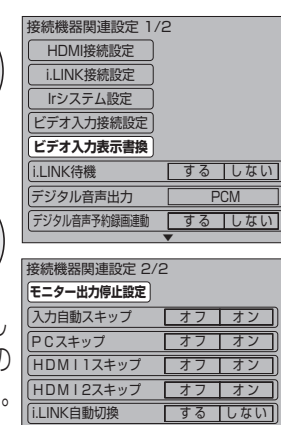 接続機器関連設定 1/2
HDMI接続設定
i.LINK接続設定
Irシステム設定
ビデオ入力接続設定
ビデオ入力表示書換
i.LINK待機 する しない
デジタル音声出力 PCM
デジタル音声予約録画連動 する しない
▼
接続機器関連設定 2/2
モニター出力停止設定
入力自動スキップ オフ オン
し
PCスキップ オフ オン
の
HDMI1スキップ オフ オン
。
HDMI2スキップ オフ オン
i.LINK自動切換 する しない